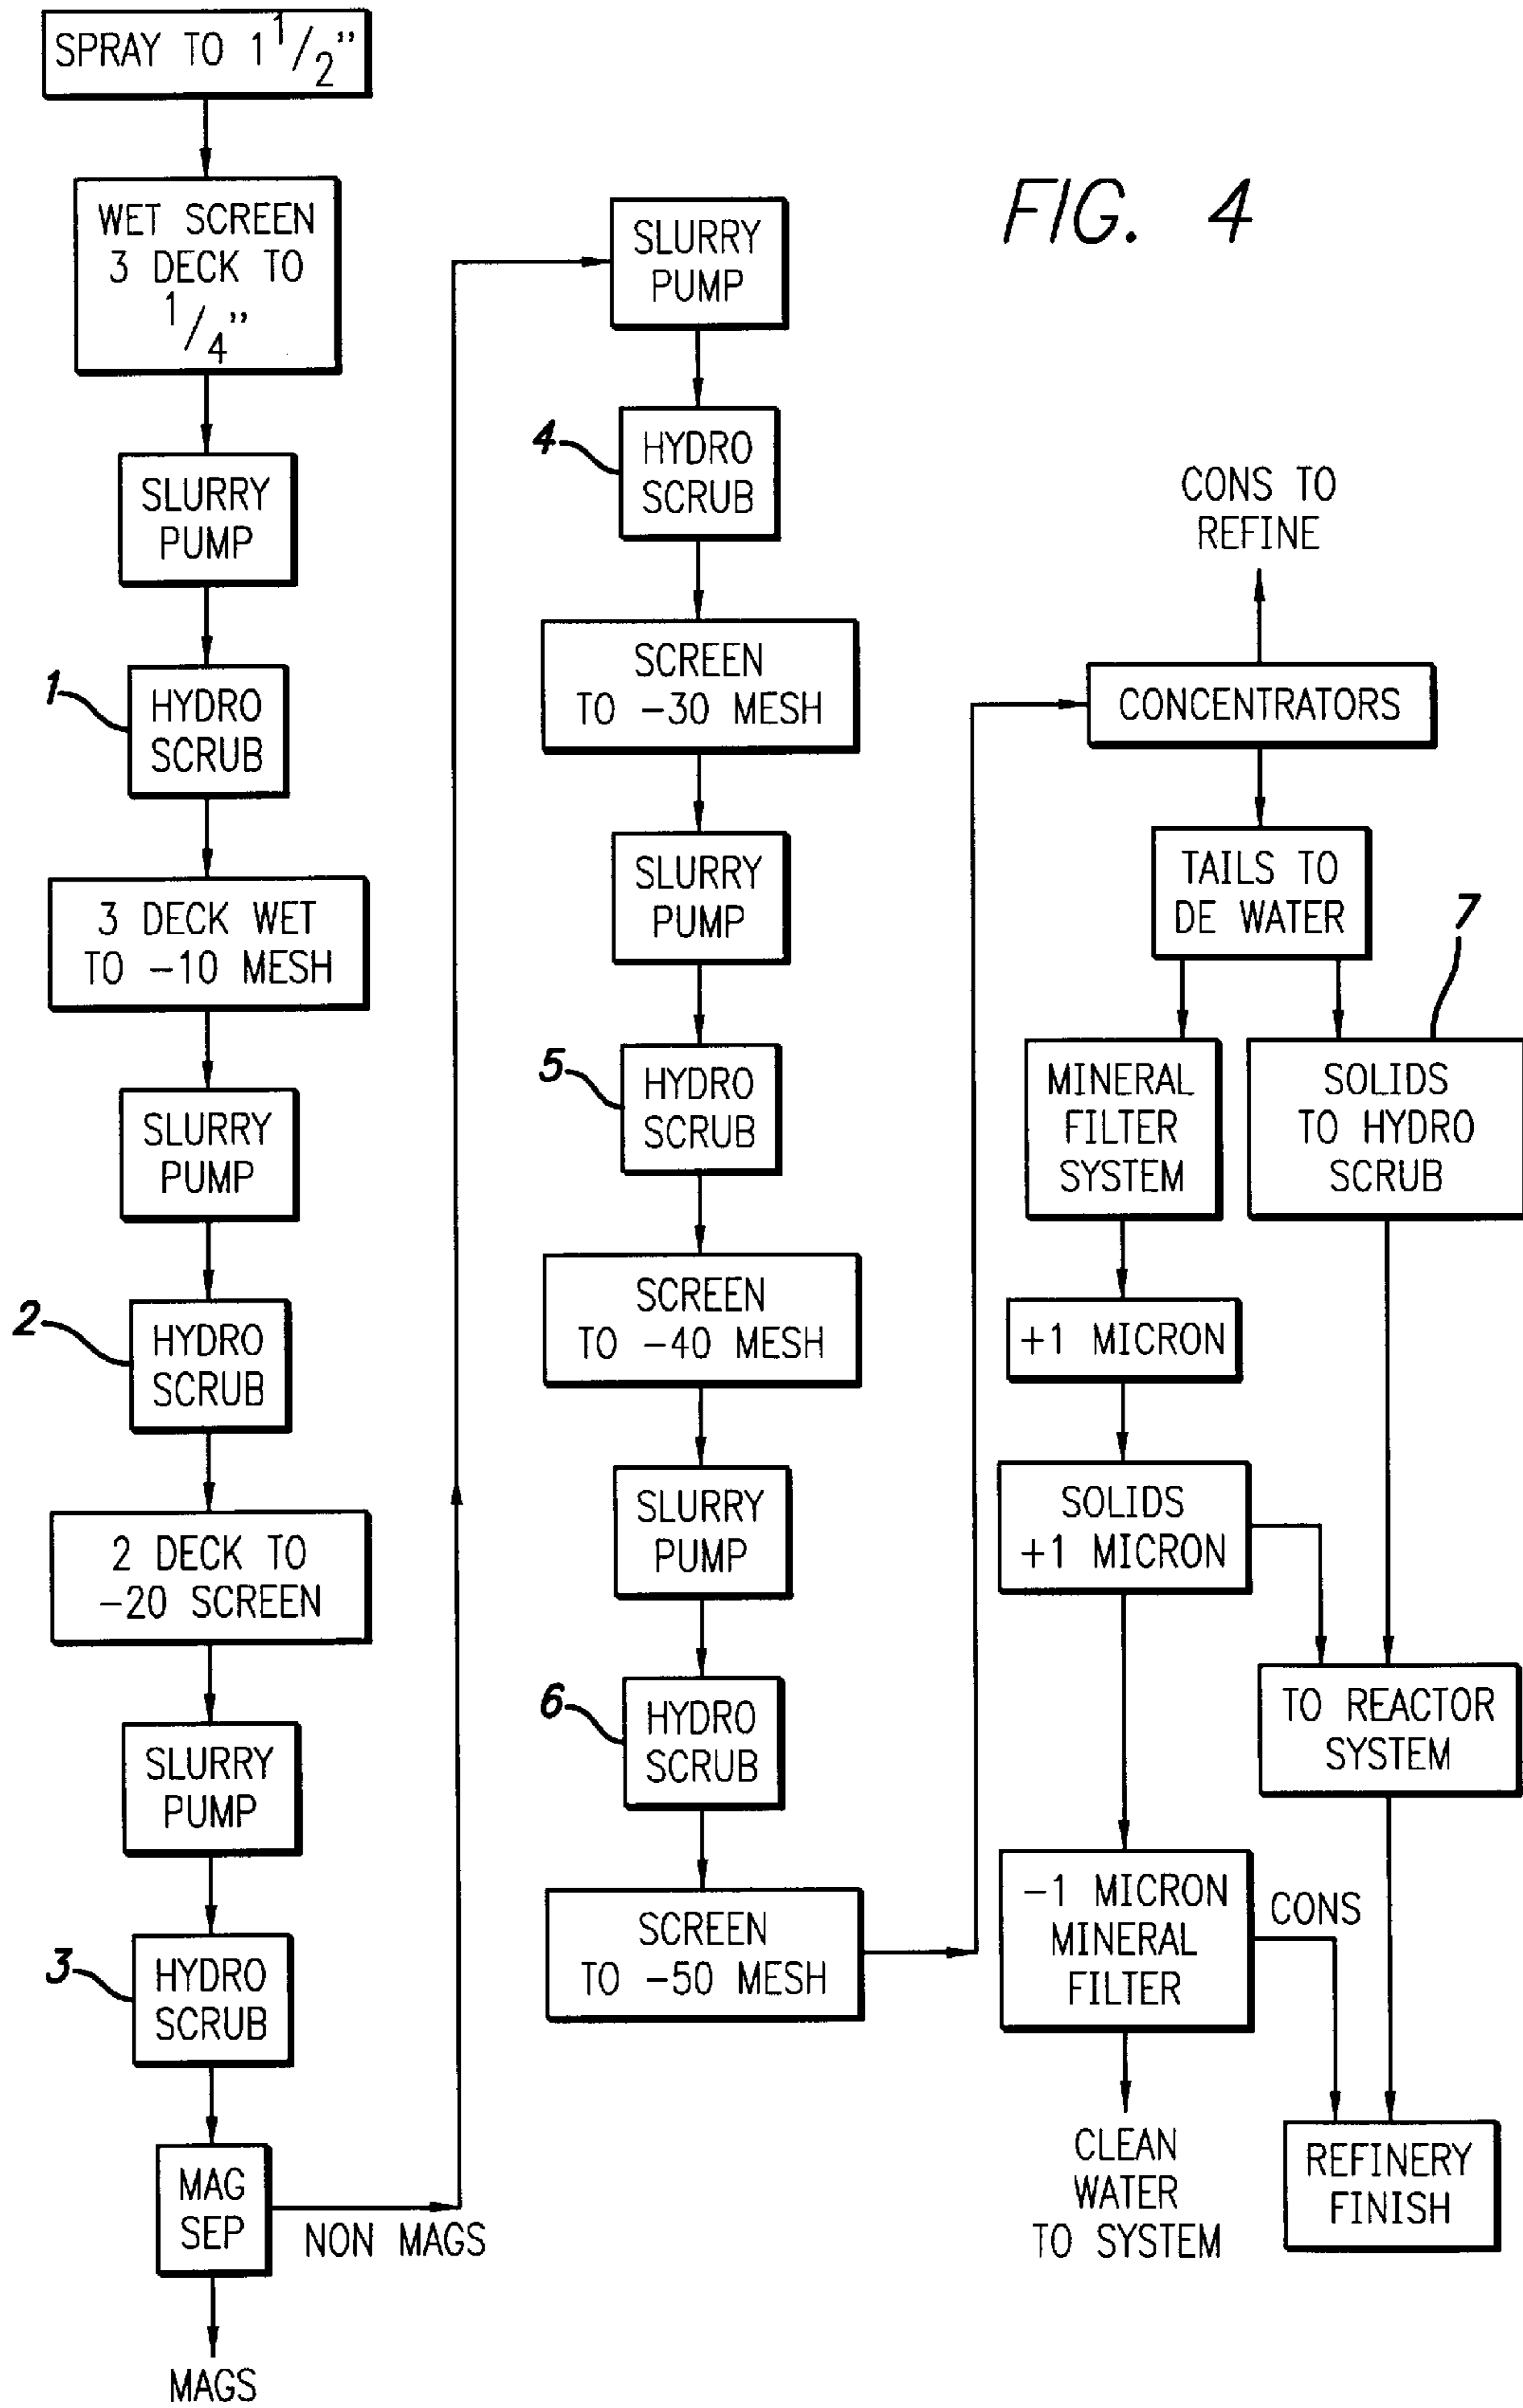 SPRAY TO 1 1/2"
WET SCREEN
3 DECK TO
1/4"
SLURRY
PUMP
1
HYDRO
SCRUB
3 DECK WET
TO -10 MESH
SLURRY
PUMP
2
HYDRO
SCRUB
2 DECK TO
-20 SCREEN
SLURRY
PUMP
3
HYDRO
SCRUB
MAG
SEP
NON MAGS
MAGS
SLURRY
PUMP
4
HYDRO
SCRUB
SCREEN
TO -30 MESH
SLURRY
PUMP
5
HYDRO
SCRUB
SCREEN
TO -40 MESH
SLURRY
PUMP
6
HYDRO
SCRUB
SCREEN
TO -50 MESH
FIG. 4
CONS TO
REFINE
CONCENTRATORS
TAILS TO
DE WATER
7
MINERAL
FILTER
SYSTEM
SOLIDS
TO HYDRO
SCRUB
+1 MICRON
SOLIDS
+1 MICRON
TO REACTOR
SYSTEM
-1 MICRON
MINERAL
FILTER
CONS
CLEAN
WATER
TO SYSTEM
REFINERY
FINISH